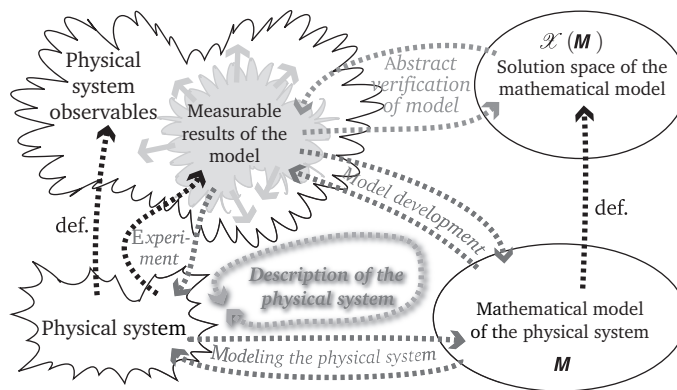 Physical
system
observables
Measurable
results of the
model
Abstract
verification
of model
𝒳 (M)
Solution space of the
mathematical model
def.
Experi-
ment
Model development
def.
Description of the
physical system
Physical system
Modeling the physical system
Mathematical model
of the physical system
M